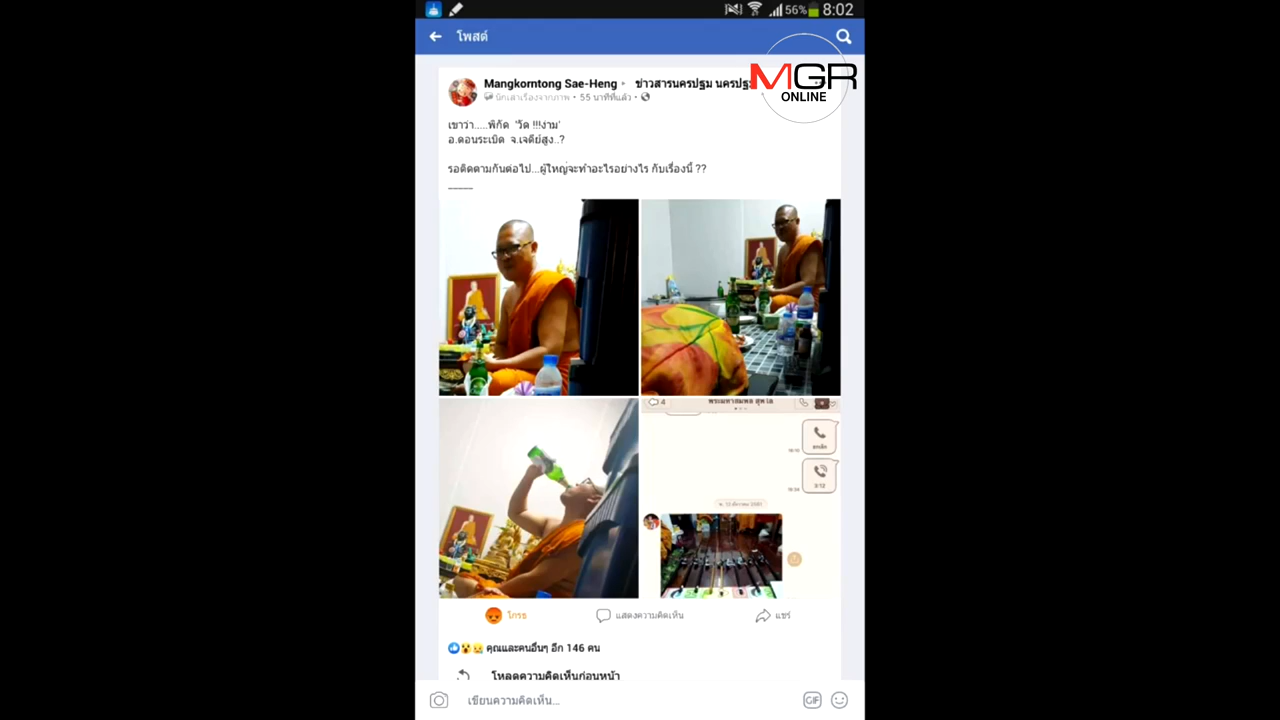 56% 8:02
โพสต์
MGR
ONLINE
Mangkorntong Sae-Heng ข่าวสารนครปฐม
นักเล่าเรื่องจากภาพ • 55 นาทีที่แล้ว •
เขาว่า.....พิกัด 'วัด !!!งาม'
อ.ดอนระเบิด จ.เจดีย์สูง..?
รอติดตามกันต่อไป...ผู้ใหญ่จะทำอะไรอย่างไร กับเรื่องนี้ ??
______
4
ยกเลิก
3:12
โกรธ
แสดงความคิดเห็น
แชร์
คุณและคนอื่นๆ อีก 146 คน
โหลดความคิดเห็นก่อนหน้า
เขียนความคิดเห็น...
GIF